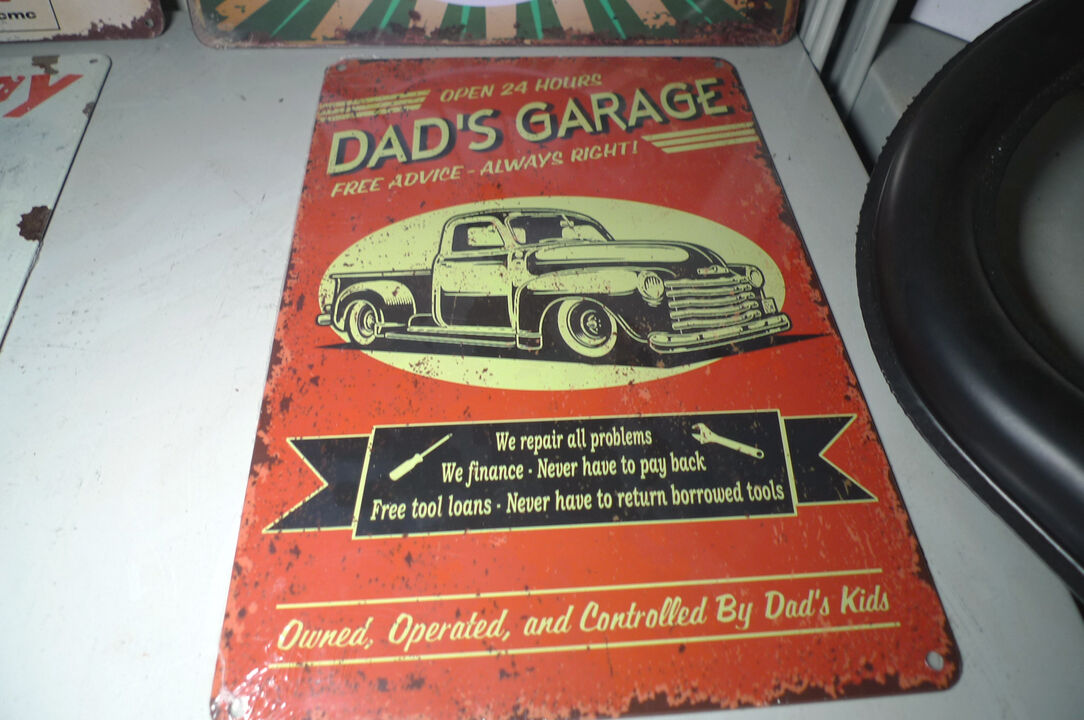 cmc
OPEN 24 HOURS
DAD'S GARAGE
FREE ADVICE - ALWAYS RIGHT!
We repair all problems
We finance · Never have to pay back
Free tool loans · Never have to return borrowed tools
Owned, Operated, and Controlled By Dad's Kids